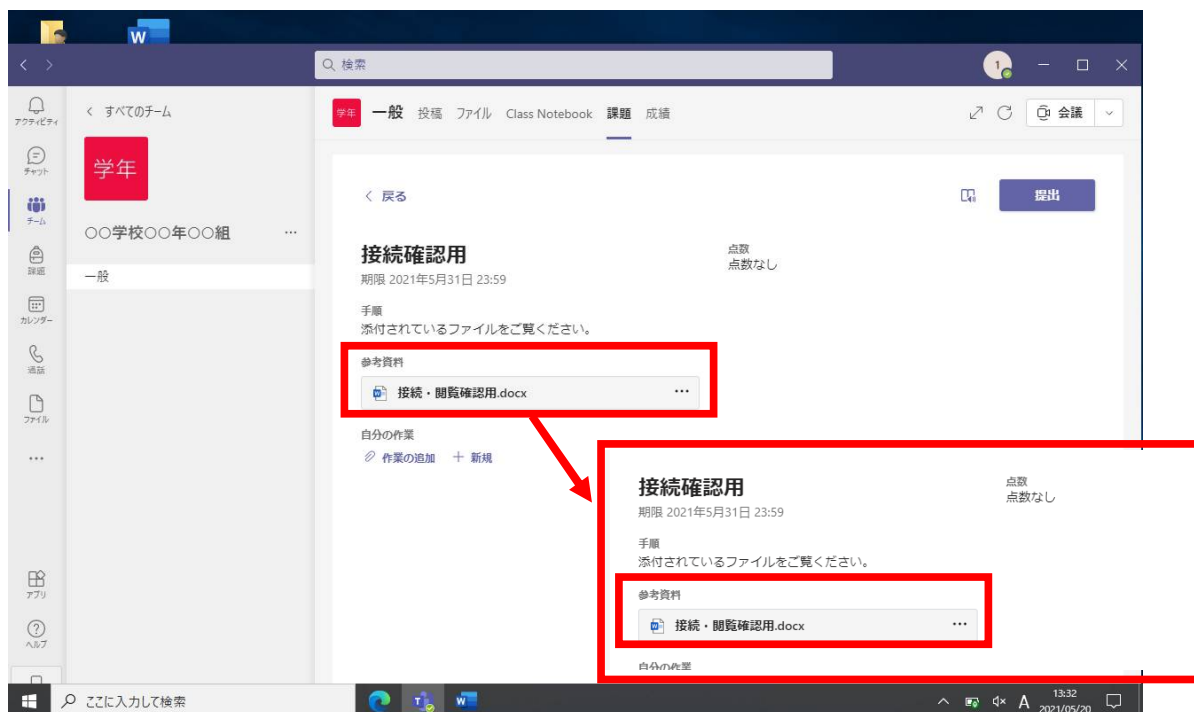 W
検索
1
アクティビティ
チャット
チーム
課題
カレンダー
通話
ファイル
アプリ
ヘルプ
すべてのチーム
学年
〇〇学校〇〇年〇〇組
一般
学年 一般 投稿 ファイル Class Notebook 課題 成績
会議
戻る
提出
接続確認用
期限 2021年5月31日 23:59
点数
点数なし
手順
添付されているファイルをご覧ください。
参考資料
接続・閲覧確認用.docx
自分の作業
作業の追加 + 新規
接続確認用
期限 2021年5月31日 23:59
点数
点数なし
手順
添付されているファイルをご覧ください。
参考資料
接続・閲覧確認用.docx
自分の作業
ここに入力して検索
W
A
13:32
2021/05/20